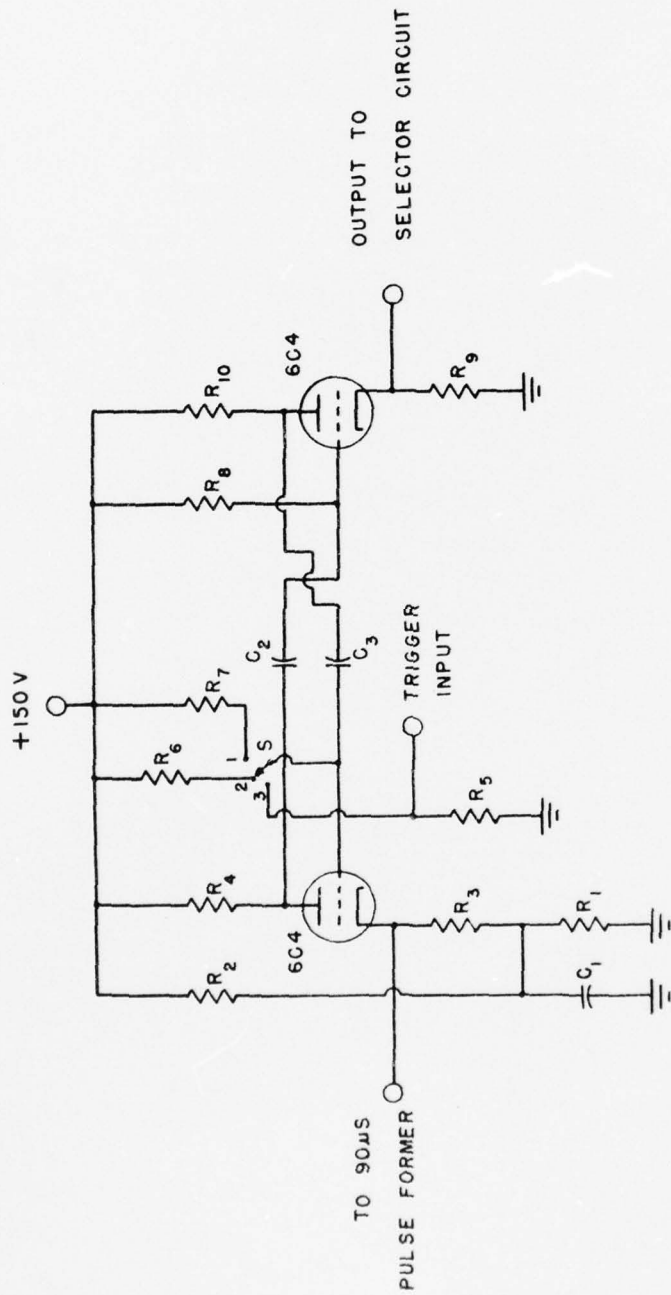 +150V
R2
R4
R6
R7
R8
R10
1
2
3
S
C2
C3
6C4
6C4
TO 90µS
PULSE FORMER
R3
R1
C1
R5
TRIGGER
INPUT
R9
OUTPUT TO
SELECTOR CIRCUIT